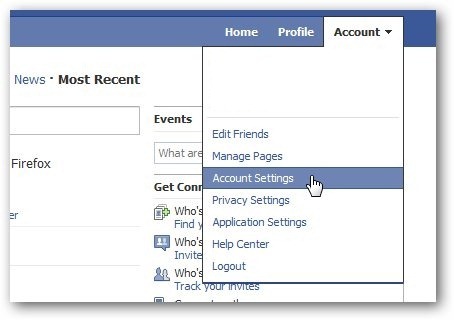 Home Profile Account
News · Most Recent
Events
What are
Edit Friends
Manage Pages
Firefox
Account Settings
Get Conn
Privacy Settings
Who's
Find y
er
Application Settings
Who's
Help Center
Invite
Who's
Logout
Track your invites